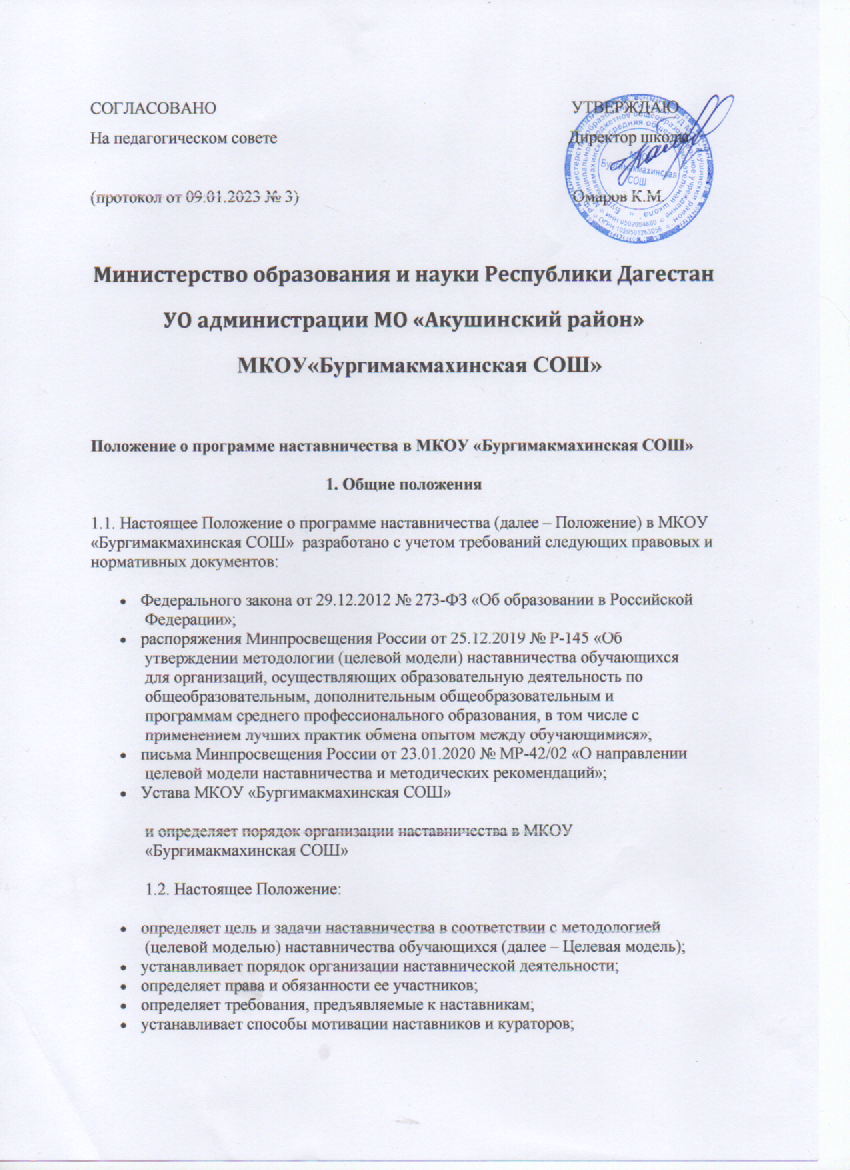 СОГЛАСОВАНО УТВЕРЖДАЮ
На педагогическом совете Директор школы
(протокол от 09.01.2023 № 3) Омаров К.М.
Бургимакмахинская
СОШ
Министерство образования и науки Республики Дагестан
УО администрации МО «Акушинский район»
МКОУ«Бургимакмахинская СОШ»
Положение о программе наставничества в МКОУ «Бургимакмахинская СОШ»
1. Общие положения
1.1. Настоящее Положение о программе наставничества (далее – Положение) в МКОУ
«Бургимакмахинская СОШ» разработано с учетом требований следующих правовых и
нормативных документов:
• Федерального закона от 29.12.2012 № 273-ФЗ «Об образовании в Российской
Федерации»;
• распоряжения Минпросвещения России от 25.12.2019 № Р-145 «Об
утверждении методологии (целевой модели) наставничества обучающихся
для организаций, осуществляющих образовательную деятельность по
общеобразовательным, дополнительным общеобразовательным и
программам среднего профессионального образования, в том числе с
применением лучших практик обмена опытом между обучающимися»,
• письма Минпросвещения России от 23.01.2020 № МР-42/02 «О направлении
целевой модели наставничества и методических рекомендаций»;
• Устава МКОУ «Бургимакмахинская СОШ»
и определяет порядок организации наставничества в МКОУ
«Бургимакмахинская СОШ»
1.2. Настоящее Положение:
• определяет цель и задачи наставничества в соответствии с методологией
(целевой моделью) наставничества обучающихся (далее – Целевая модель);
• устанавливает порядок организации наставнической деятельности;
• определяет права и обязанности ее участников;
• определяет требования, предъявляемые к наставникам;
• устанавливает способы мотивации наставников и кураторов;